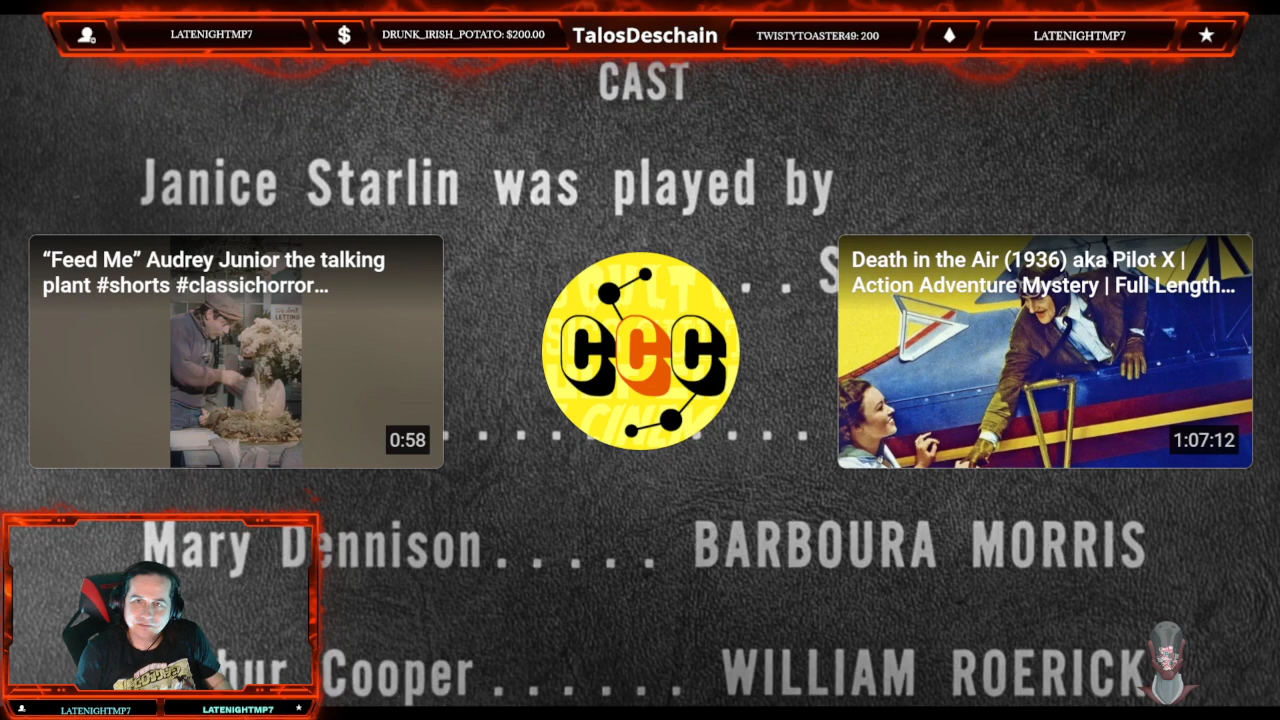 LATENIGHTMP7
$
DRUNK_IRISH_POTATO: $200.00
TalosDeschain
TWISTYTOASTER49: 200
LATENIGHTMP7
CAST
Janice Starlin was played by
. . S
“Feed Me” Audrey Junior the talking
plant #shorts #classichorror...
0:58
CCC
Death in the Air (1936) aka Pilot X |
Action Adventure Mystery | Full Length...
1:07:12
Mary Dennison . . . . . BARBOURA MORRIS
hur Cooper . . . . . . WILLIAM ROERICK
LATENIGHTMP7
LATENIGHTMP7